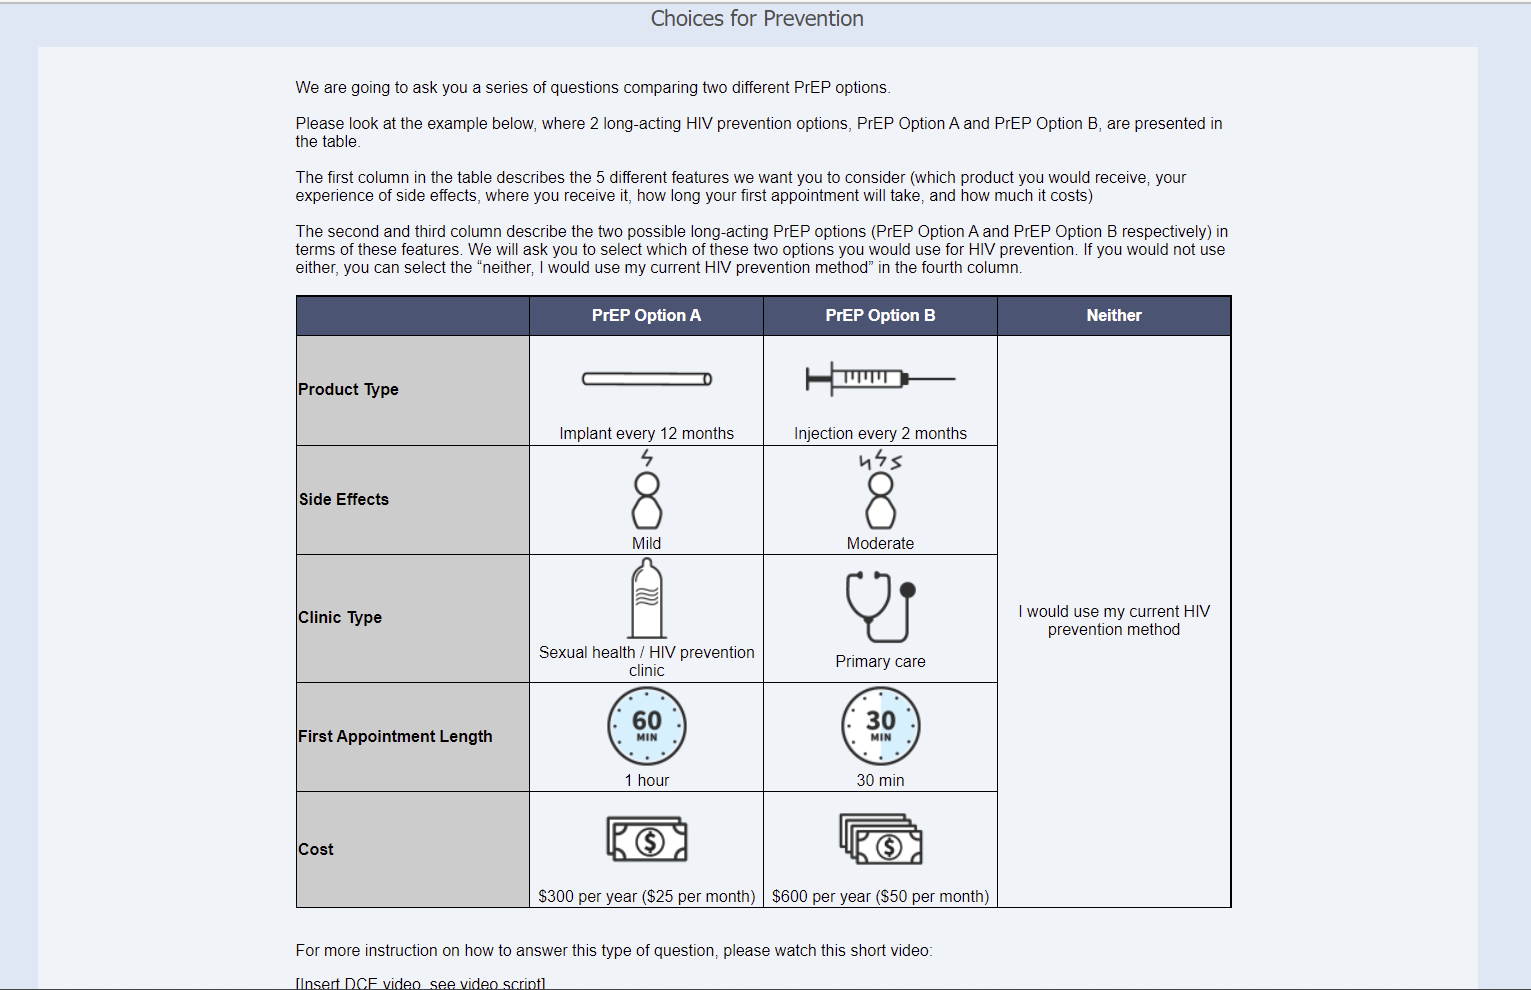 Choices for Prevention
We are going to ask you a series of questions comparing two different PrEP options.
Please look at the example below, where 2 long-acting HIV prevention options, PrEP Option A and PrEP Option B, are presented in
the table.
The first column in the table describes the 5 different features we want you to consider (which product you would receive, your
experience of side effects, where you receive it, how long your first appointment will take, and how much it costs)
The second and third column describe the two possible long-acting PrEP options (PrEP Option A and PrEP Option B respectively) in
terms of these features. We will ask you to select which of these two options you would use for HIV prevention. If you would not use
either, you can select the “neither, I would use my current HIV prevention method” in the fourth column.
PrEP Option A
PrEP Option B
Neither
Product Type
Implant every 12 months
Injection every 2 months
Side Effects
Mild
Moderate
Clinic Type
Sexual health / HIV prevention
clinic
Primary care
I would use my current HIV
prevention method
First Appointment Length
60
MIN
1 hour
30
MIN
30 min
Cost
$
$300 per year ($25 per month)
$
$600 per year ($50 per month)
For more instruction on how to answer this type of question, please watch this short video:
[Insert DCE video, see video script]